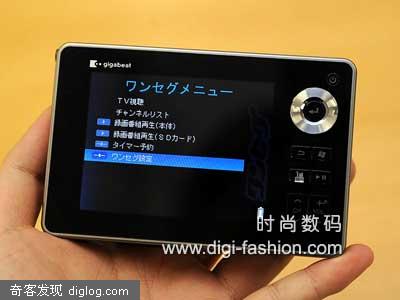 gigabeat
ワンセグメニュー
TV視聴
チャンネルリスト
録画番組再生(本体)
録画番組再生(SDカード)
タイマー予約
ワンセグ設定
时尚数码
www.digi-fashion.com
奇客发现 diglog.com